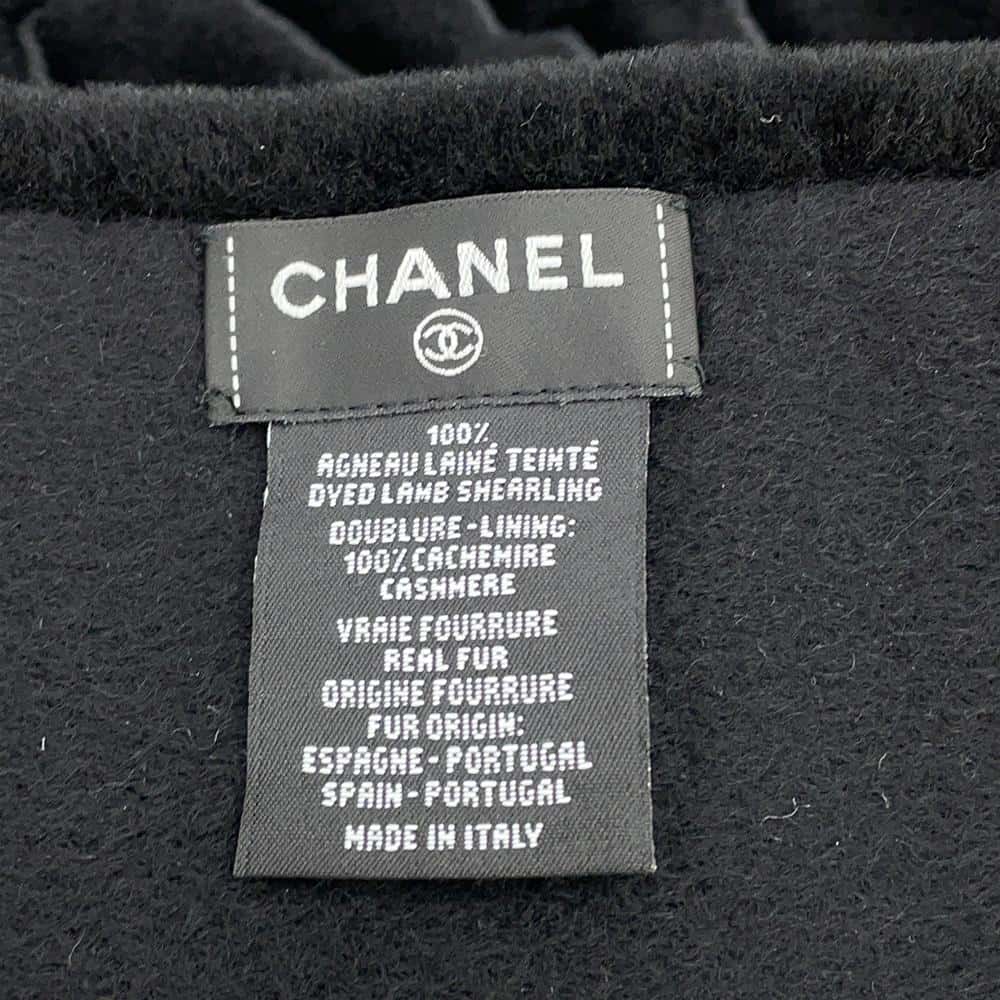 CHANEL
100%
AGNEAU LAINÉ TEINTÉ
DYED LAMB SHEARLING
DOUBLURE-LINING:
100% CACHEMIRE
CASHMERE
VRAIE FOURRURE
REAL FUR
ORIGINE FOURRURE
FUR ORIGIN:
ESPAGNE-PORTUGAL
SPAIN-PORTUGAL
MADE IN ITALY